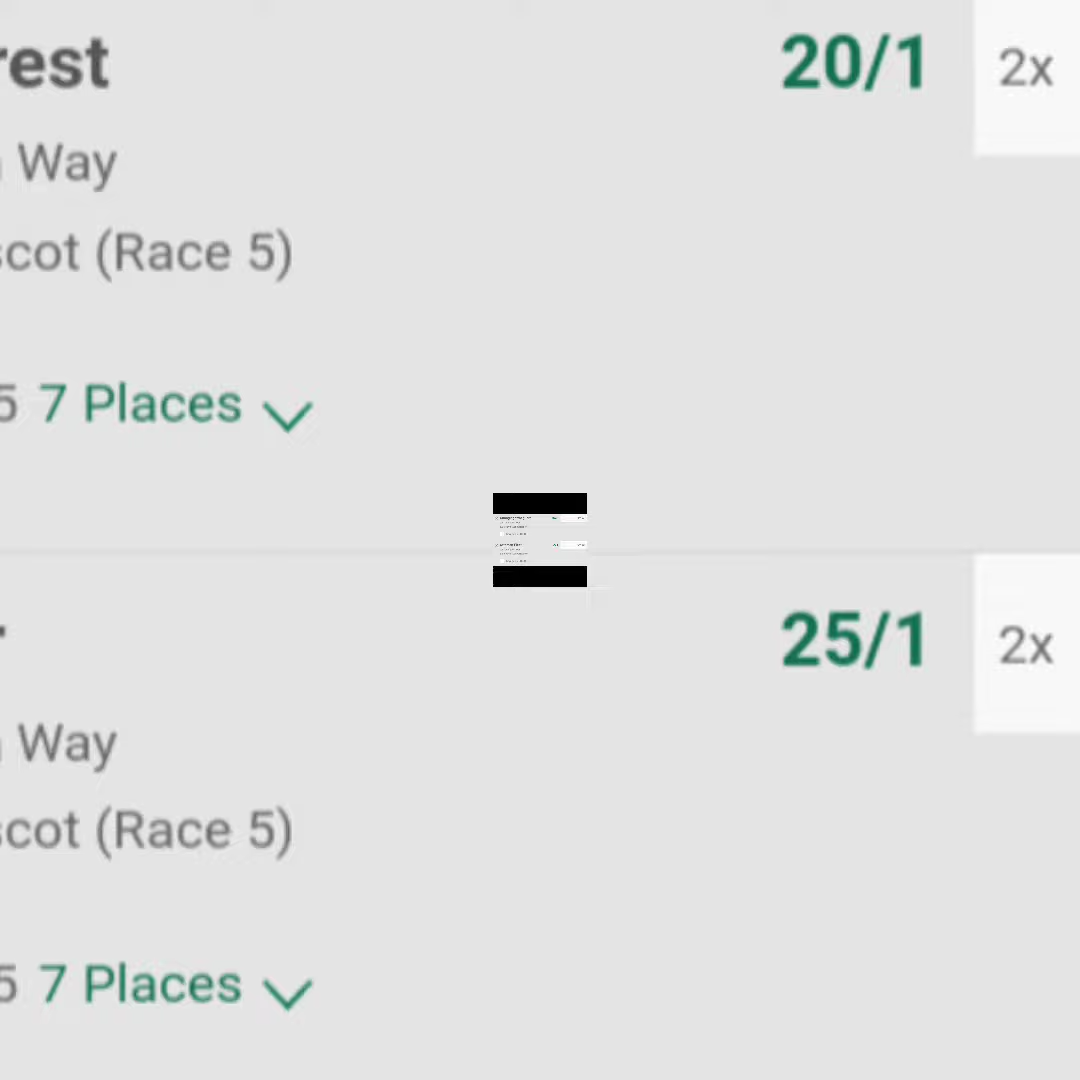 rest 20/1 2x
Way
scot (Race 5)
5 7 Places
25/1 2x
Way
scot (Race 5)
5 7 Places